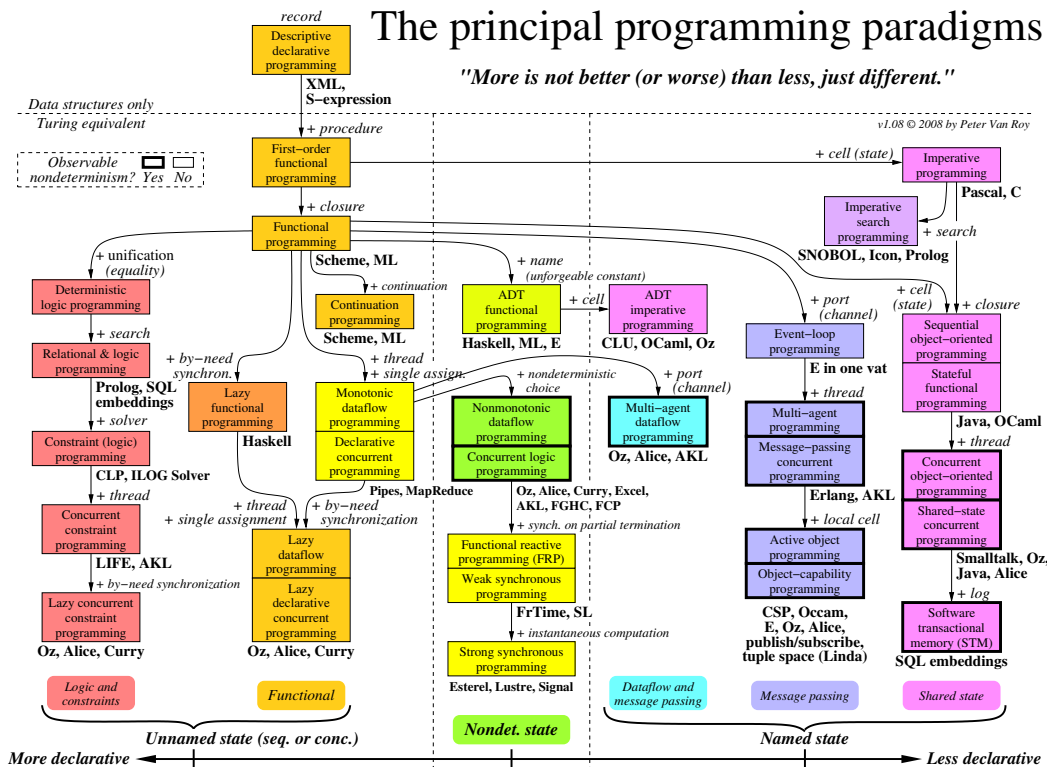 The principal programming paradigms
"More is not better (or worse) than less, just different."
v1.08 © 2008 by Peter Van Roy
record
Descriptive
declarative
programming
XML,
S−expression
Data structures only
Turing equivalent
+ procedure
Observable
nondeterminism?
Yes
No
First−order
functional
programming
+ cell (state)
Imperative
programming
Pascal, C
+ search
Imperative
search
programming
SNOBOL, Icon, Prolog
+ closure
Functional
programming
Scheme, ML
+ unification
(equality)
Deterministic
logic programming
+ search
Relational & logic
programming
Prolog, SQL
embeddings
+ solver
Constraint (logic)
programming
CLP, ILOG Solver
+ thread
Concurrent
constraint
programming
LIFE, AKL
+ by−need synchronization
Lazy concurrent
constraint
programming
Oz, Alice, Curry
+ continuation
Continuation
programming
Scheme, ML
+ by−need
synchron.
Lazy
functional
programming
Haskell
+ thread
+ single assignment
+ thread
+ single assign.
Monotonic
dataflow
programming
Declarative
concurrent
programming
Pipes, MapReduce
+ by−need
synchronization
Lazy
dataflow
programming
Lazy
declarative
concurrent
programming
Oz, Alice, Curry
+ name
(unforgeable constant)
ADT
functional
programming
Haskell, ML, E
+ cell
ADT
imperative
programming
CLU, OCaml, Oz
+ nondeterministic
choice
Nonmonotonic
dataflow
programming
Concurrent logic
programming
Oz, Alice, Curry, Excel,
AKL, FGHC, FCP
+ synch. on partial termination
Functional reactive
programming (FRP)
Weak synchronous
programming
FrTime, SL
+ instantaneous computation
Strong synchronous
programming
Esterel, Lustre, Signal
+ port
(channel)
Multi−agent
dataflow
programming
Oz, Alice, AKL
+ port
(channel)
Event−loop
programming
E in one vat
+ thread
Multi−agent
programming
Message−passing
concurrent
programming
Erlang, AKL
+ local cell
Active object
programming
Object−capability
programming
CSP, Occam,
E, Oz, Alice,
publish/subscribe,
tuple space (Linda)
+ cell
(state)
+ closure
Sequential
object−oriented
programming
Stateful
functional
programming
Java, OCaml
+ thread
Concurrent
object−oriented
programming
Shared−state
concurrent
programming
Smalltalk, Oz,
Java, Alice
+ log
Software
transactional
memory (STM)
SQL embeddings
Logic and
constraints
Functional
Nondet. state
Dataflow and
message passing
Message passing
Shared state
Unnamed state (seq. or conc.)
Named state
More declarative
Less declarative